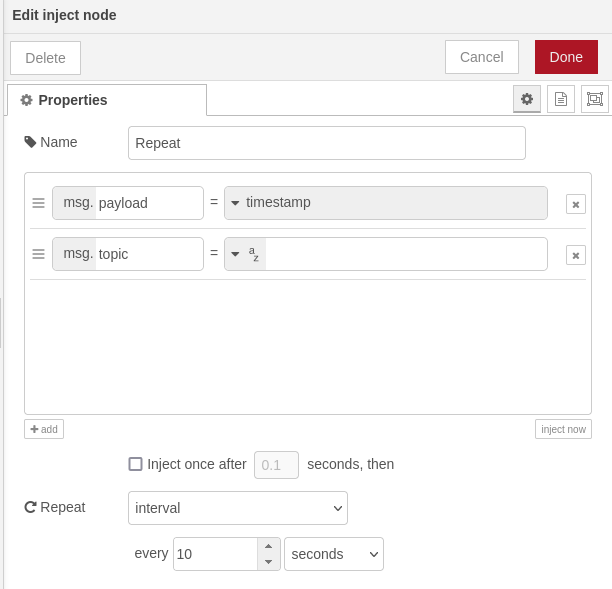 Edit inject node
Delete Cancel Done
Properties
Name Repeat
msg. payload = timestamp
msg. topic = a z
add inject now
Inject once after 0.1 seconds, then
Repeat interval
every 10 seconds